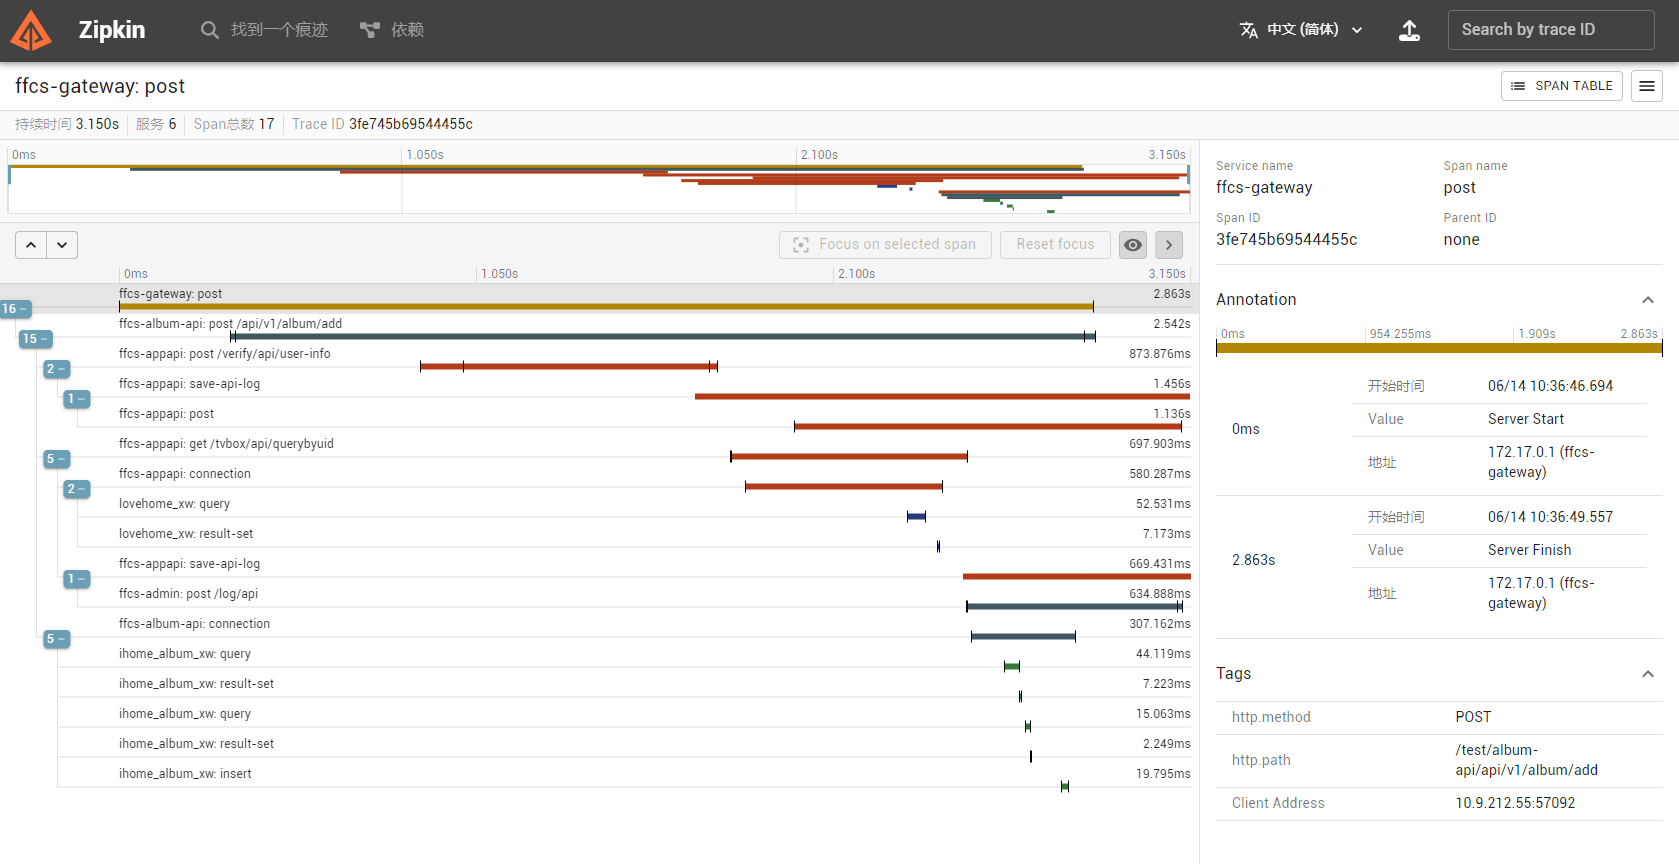 Zipkin
找到一个痕迹
依赖
中文 (简体)
Search by trace ID
ffcs-gateway: post
SPAN TABLE
持续时间 3.150s
服务 6
Span总数 17
Trace ID 3fe745b69544455c
0ms 1.050s 2.100s 3.150s
Focus on selected span
Reset focus
0ms 1.050s 2.100s 3.150s
ffcs-gateway: post 2.863s
16 −
ffcs-album-api: post /api/v1/album/add 2.542s
15 −
ffcs-appapi: post /verify/api/user-info 873.876ms
2 −
ffcs-appapi: save-api-log 1.456s
1 −
ffcs-appapi: post 1.136s
ffcs-appapi: get /tvbox/api/querybyuid 697.903ms
5 −
ffcs-appapi: connection 580.287ms
2 −
lovehome_xw: query 52.531ms
lovehome_xw: result-set 7.173ms
ffcs-appapi: save-api-log 669.431ms
1 −
ffcs-admin: post /log/api 634.888ms
ffcs-album-api: connection 307.162ms
5 −
ihome_album_xw: query 44.119ms
ihome_album_xw: result-set 7.223ms
ihome_album_xw: query 15.063ms
ihome_album_xw: result-set 2.249ms
ihome_album_xw: insert 19.795ms
Service name Span name
ffcs-gateway post
Span ID Parent ID
3fe745b69544455c none
Annotation
0ms 954.255ms 1.909s 2.863s
0ms
开始时间 06/14 10:36:46.694
Value Server Start
地址 172.17.0.1 (ffcs-
gateway)
2.863s
开始时间 06/14 10:36:49.557
Value Server Finish
地址 172.17.0.1 (ffcs-
gateway)
Tags
http.method POST
http.path /test/album-
api/api/v1/album/add
Client Address 10.9.212.55:57092